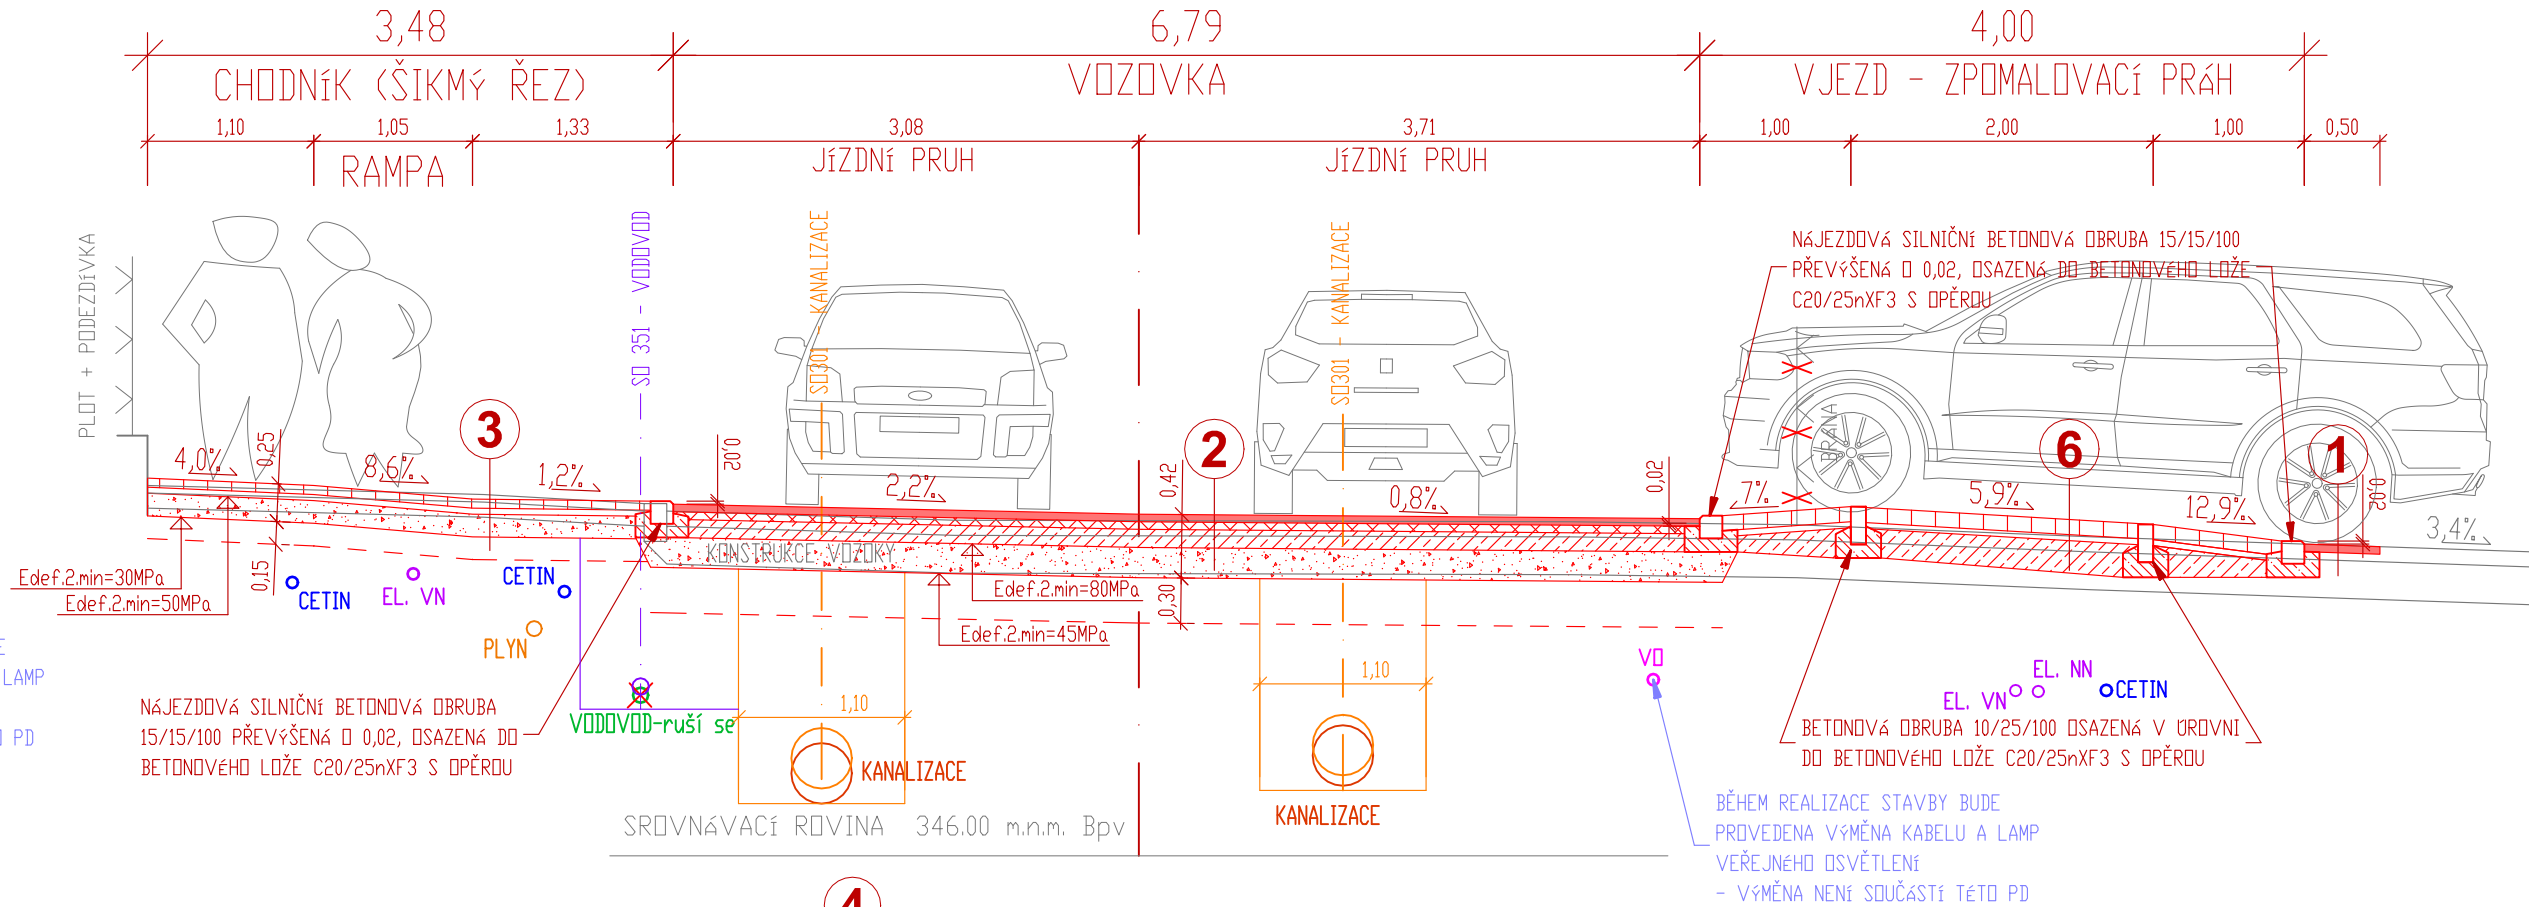 3,48
6,79
4,00
CHODNÍK (ŠIKMÝ ŘEZ)
VOZOVKA
VJEZD - ZPOMALOVACÍ PRÁH
1,10
1,05
1,33
3,08
3,71
1,00
2,00
1,00
0,50
RAMPA
JÍZDNÍ PRUH
JÍZDNÍ PRUH
PLOT + PODEZDÍVKA
SO 351 - VODOVOD
SO301 - KANALIZACE
SO301 - KANALIZACE
NÁJEZDOVÁ SILNIČNÍ BETONOVÁ OBRUBA 15/15/100
PŘEVÝŠENÁ O 0,02, OSAZENÁ DO BETONOVÉHO LOŽE
C20/25nXF3 S OPĚROU
BRÁNA
3
2
6
1
4,0%
0,25
8,6%
1,2%
0,02
2,2%
0,42
0,8%
0,02
7%
5,9%
12,9%
0,02
3,4%
KONSTRUKCE VOZOKY
Edef.2.min=30MPa
Edef.2.min=50MPa
0,15
CETIN
EL. VN
CETIN
PLYN
Edef.2.min=80MPa
Edef.2.min=45MPa
0,30
E
LAMP
O PD
NÁJEZDOVÁ SILNIČNÍ BETONOVÁ OBRUBA
15/15/100 PŘEVÝŠENÁ O 0,02, OSAZENÁ DO
BETONOVÉHO LOŽE C20/25nXF3 S OPĚROU
VODOVOD-ruší se
1,10
KANALIZACE
1,10
KANALIZACE
VO
EL. NN
EL. VN
CETIN
BETONOVÁ OBRUBA 10/25/100 OSAZENÁ V ÚROVNI
DO BETONOVÉHO LOŽE C20/25nXF3 S OPĚROU
SROVNÁVACÍ ROVINA 346.00 m.n.m. Bpv
BĚHEM REALIZACE STAVBY BUDE
PROVEDENA VÝMĚNA KABELU A LAMP
VEŘEJNÉHO OSVĚTLENÍ
- VÝMĚNA NENÍ SOUČÁSTÍ TÉTO PD
4